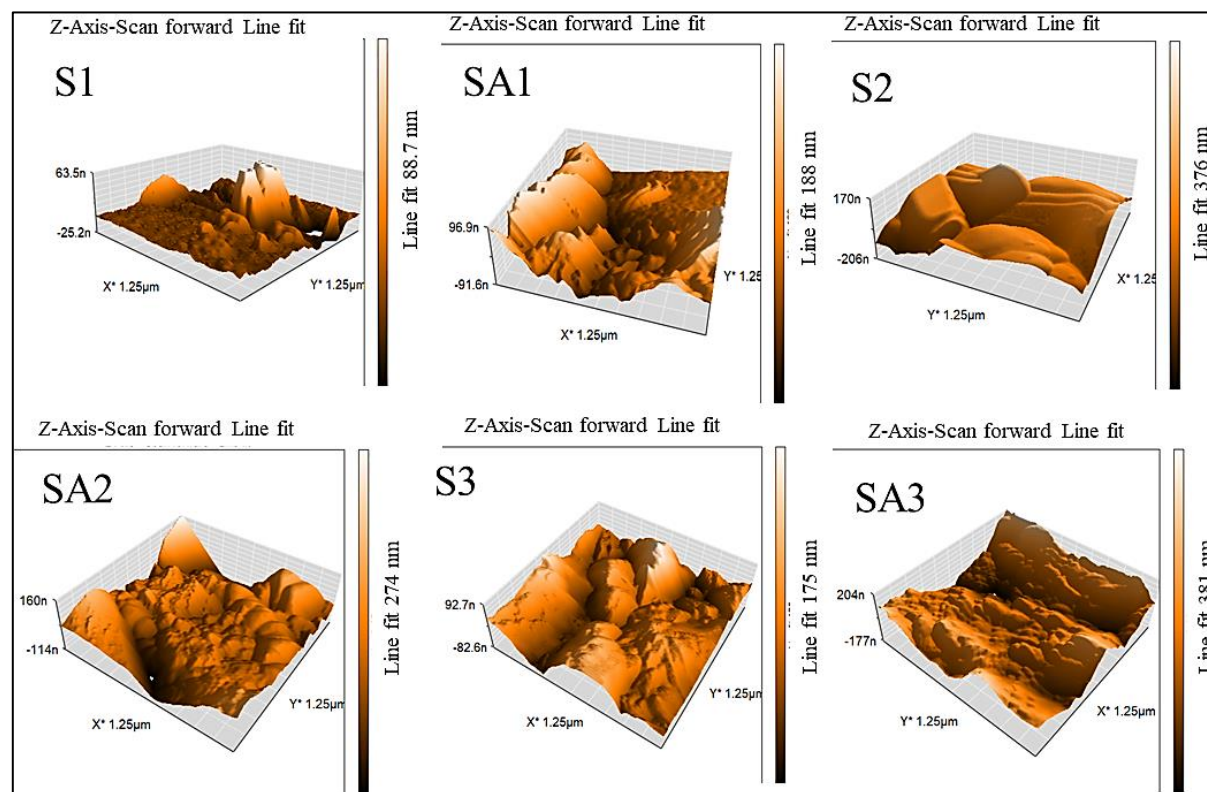 Z-Axis-Scan forward Line fit
S1
63.5n
-25.2n
X* 1.25µm
Y* 1.25µm
Line fit 88.7 nm
Z-Axis-Scan forward Line fit
SA1
96.9n
-91.6n
X* 1.25µm
Y* 1.25µ
Line fit 188 nm
Z-Axis-Scan forward Line fit
S2
170n
-206n
Y* 1.25µm
X* 1.25
Line fit 376 nm
Z-Axis-Scan forward Line fit
SA2
160n
-114n
X* 1.25µm
Y* 1.25µm
Line fit 274 nm
Z-Axis-Scan forward Line fit
S3
92.7n
-82.6n
X* 1.25µm
Y* 1.25µm
Line fit 175 nm
Z-Axis-Scan forward Line fit
SA3
204n
-177n
Y* 1.25µm
X* 1.25µm
Line fit 381 nm